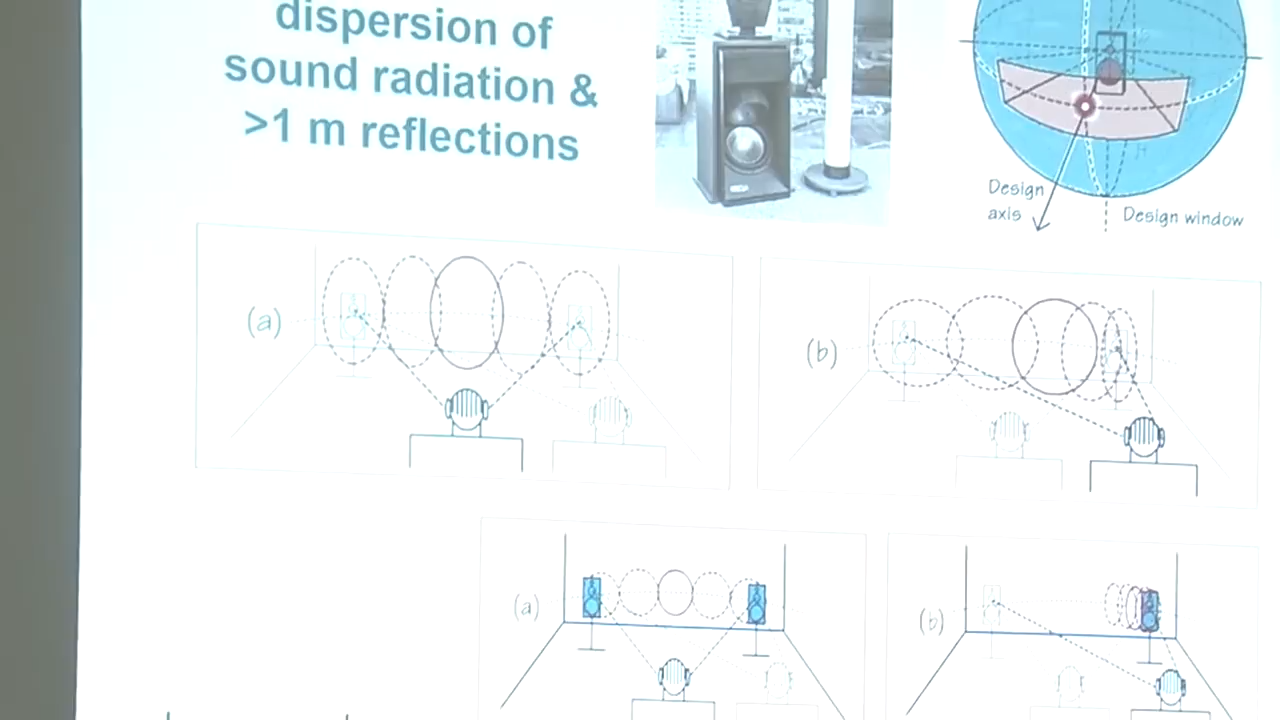 dispersion of
sound radiation &
>1 m reflections
Design
axis
Design window
(a)
(b)
(a)
(b)